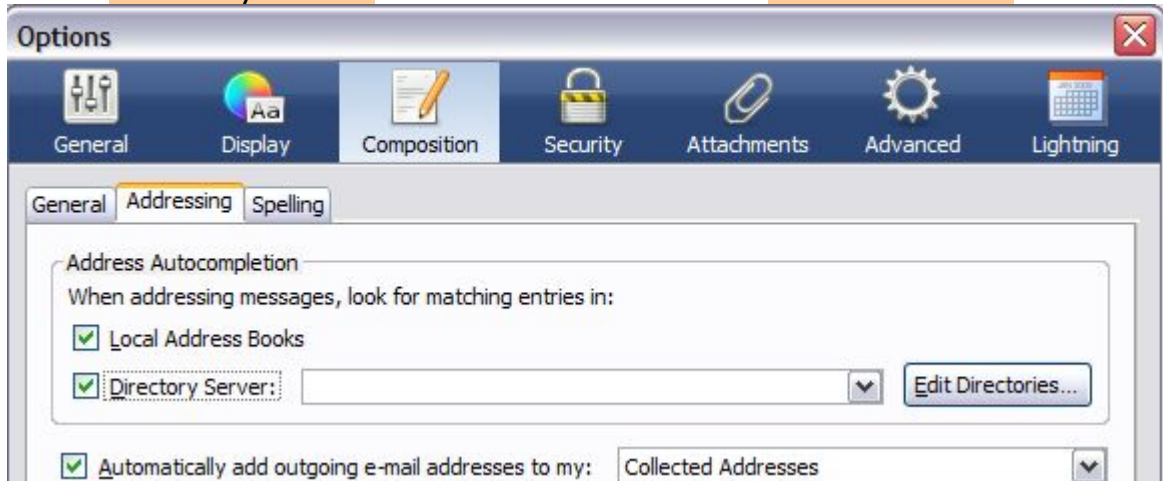 Options
General Display Composition Security Attachments Advanced Lightning
General Addressing Spelling
Address Autocompletion
When addressing messages, look for matching entries in:
Local Address Books
Directory Server: Edit Directories...
Automatically add outgoing e-mail addresses to my: Collected Addresses